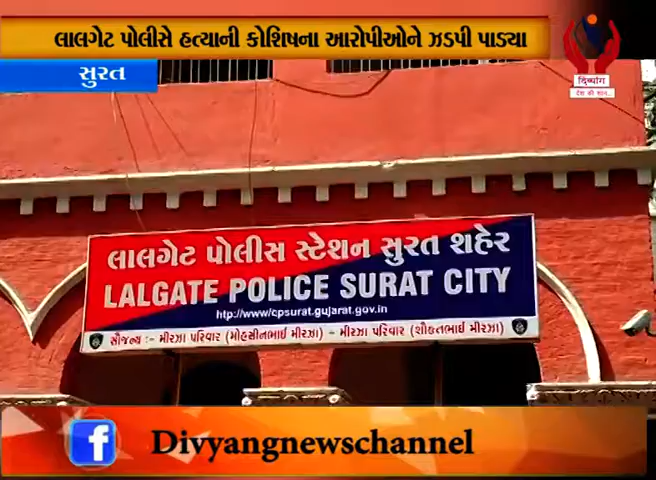 લાલગેટ પોલીસે હત્યાની કોશિષના આરોપીઓને ઝડપી પાડ્યા
સુરત
दिव्यांग
લાલગેટ પોલીસ સ્ટેશન સુરત શહેર
LALGATE POLICE SURAT CITY
http://www.cpsurat.gujarat.gov.in
સૌજન્ય :- મીરઝા પરિવાર (મોહસીનભાઈ મીરઝા) - મીરઝા પરિવાર (શૌકતભાઈ મીરઝા)
f Divyangnewschannel